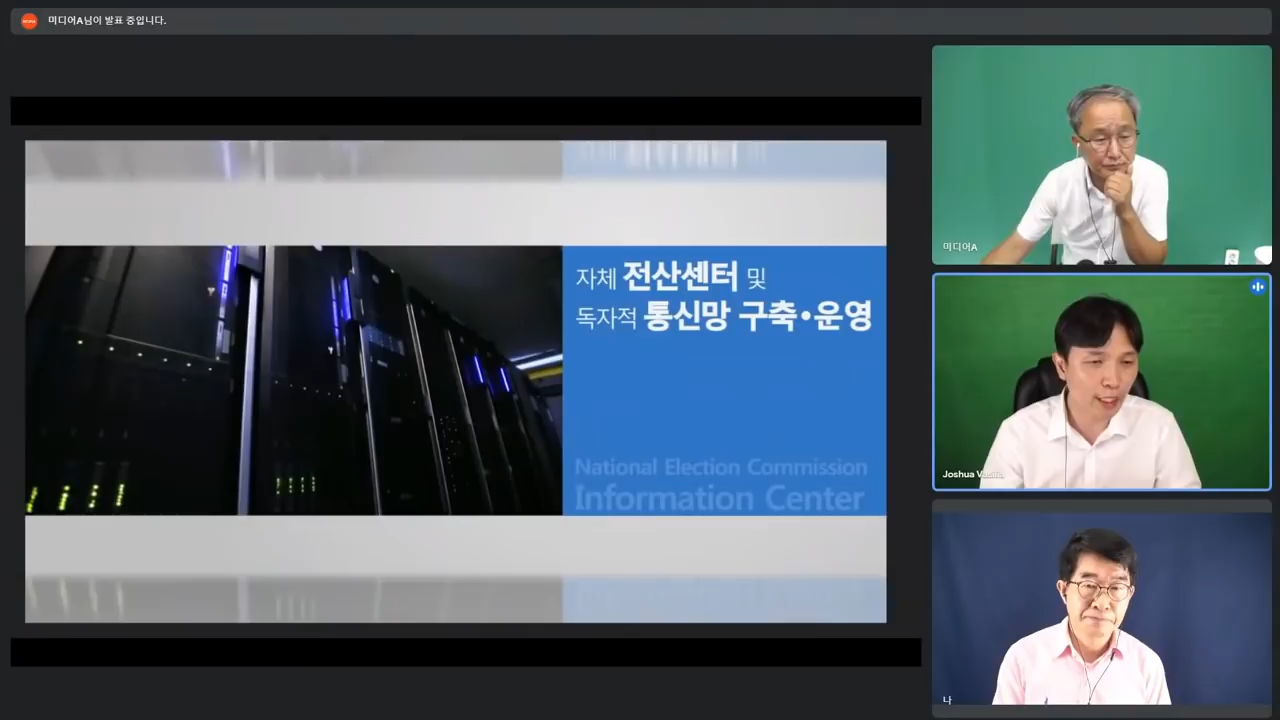 미디어A님이 발표 중입니다.
자체 전산센터 및
독자적 통신망 구축•운영
National Election Commission
Information Center
미디어A
Joshua
나